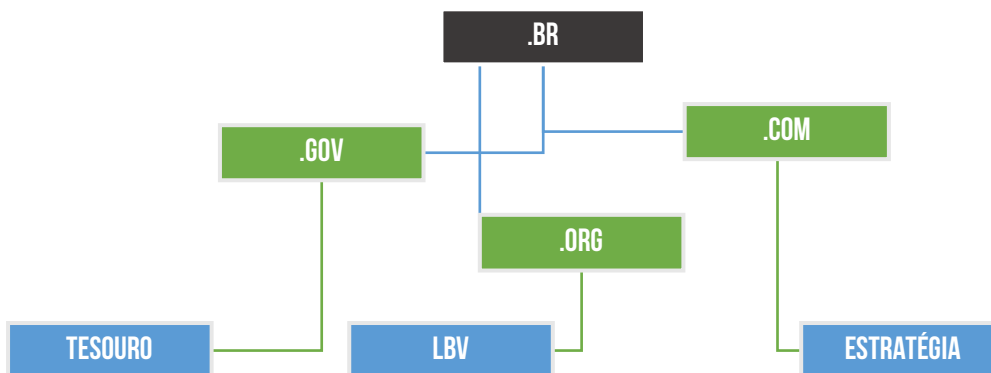 .BR
.COM
.GOV
.ORG
TESOURO
LBV
ESTRATÉGIA